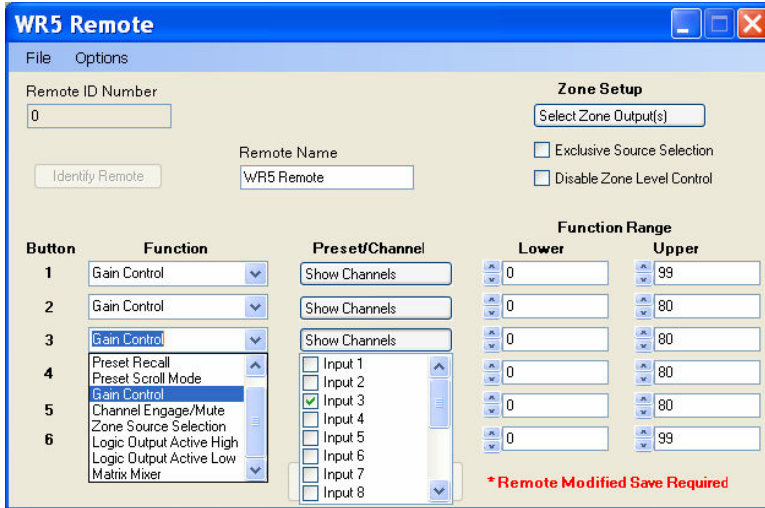 WR5 Remote
File Options
Remote ID Number
0
Zone Setup
Select Zone Output(s)
Identify Remote
Remote Name
WR5 Remote
Exclusive Source Selection
Disable Zone Level Control
Function Range
Button Function Preset/Channel Lower Upper
1 Gain Control Show Channels 0 99
2 Gain Control Show Channels 0 80
3 Gain Control Show Channels 0 80
4 0 80
5 0 80
6 0 99
Preset Recall
Preset Scroll Mode
Gain Control
Channel Engage/Mute
Zone Source Selection
Logic Output Active High
Logic Output Active Low
Matrix Mixer
Input 1
Input 2
Input 3
Input 4
Input 5
Input 6
Input 7
Input 8
* Remote Modified Save Required